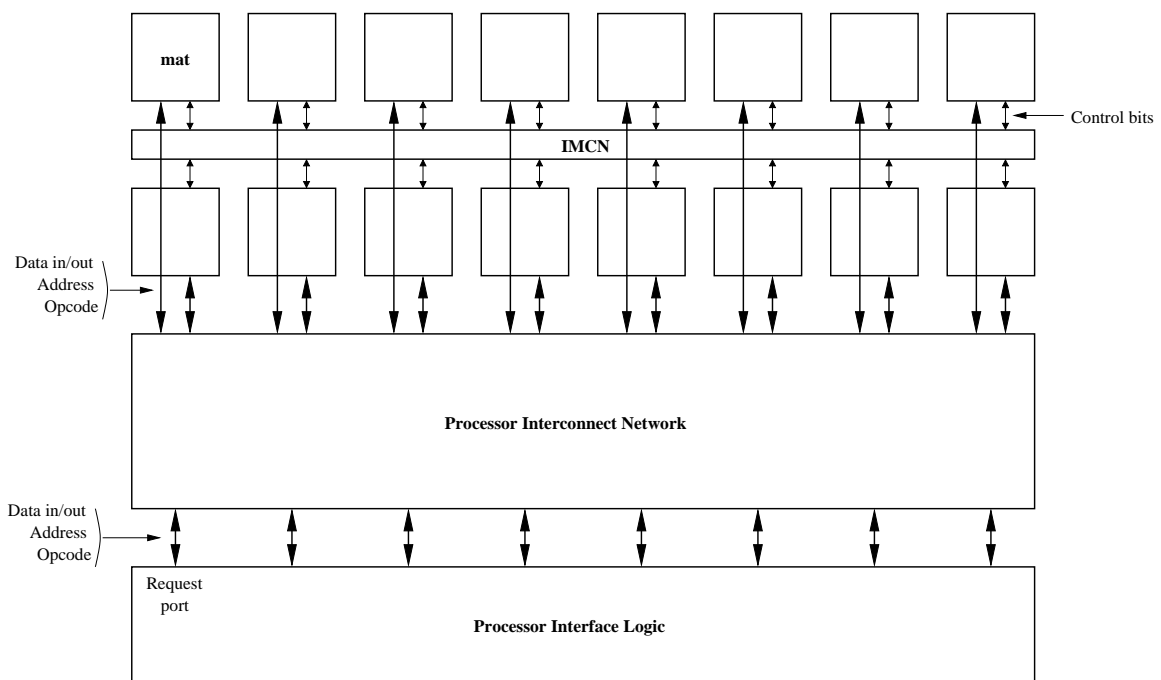 mat
Control bits
IMCN
Data in/out
Address
Opcode
Processor Interconnect Network
Data in/out
Address
Opcode
Request
port
Processor Interface Logic